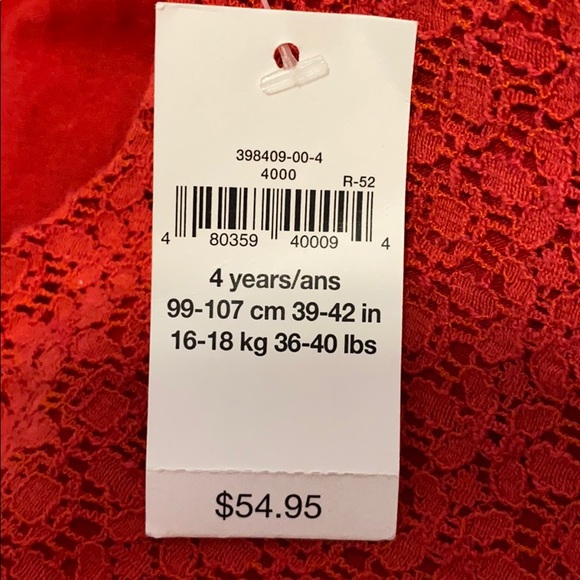 398409-00-4
4000
R-52
4 80359 40009 4
4 years/ans
99-107 cm 39-42 in
16-18 kg 36-40 lbs
$54.95